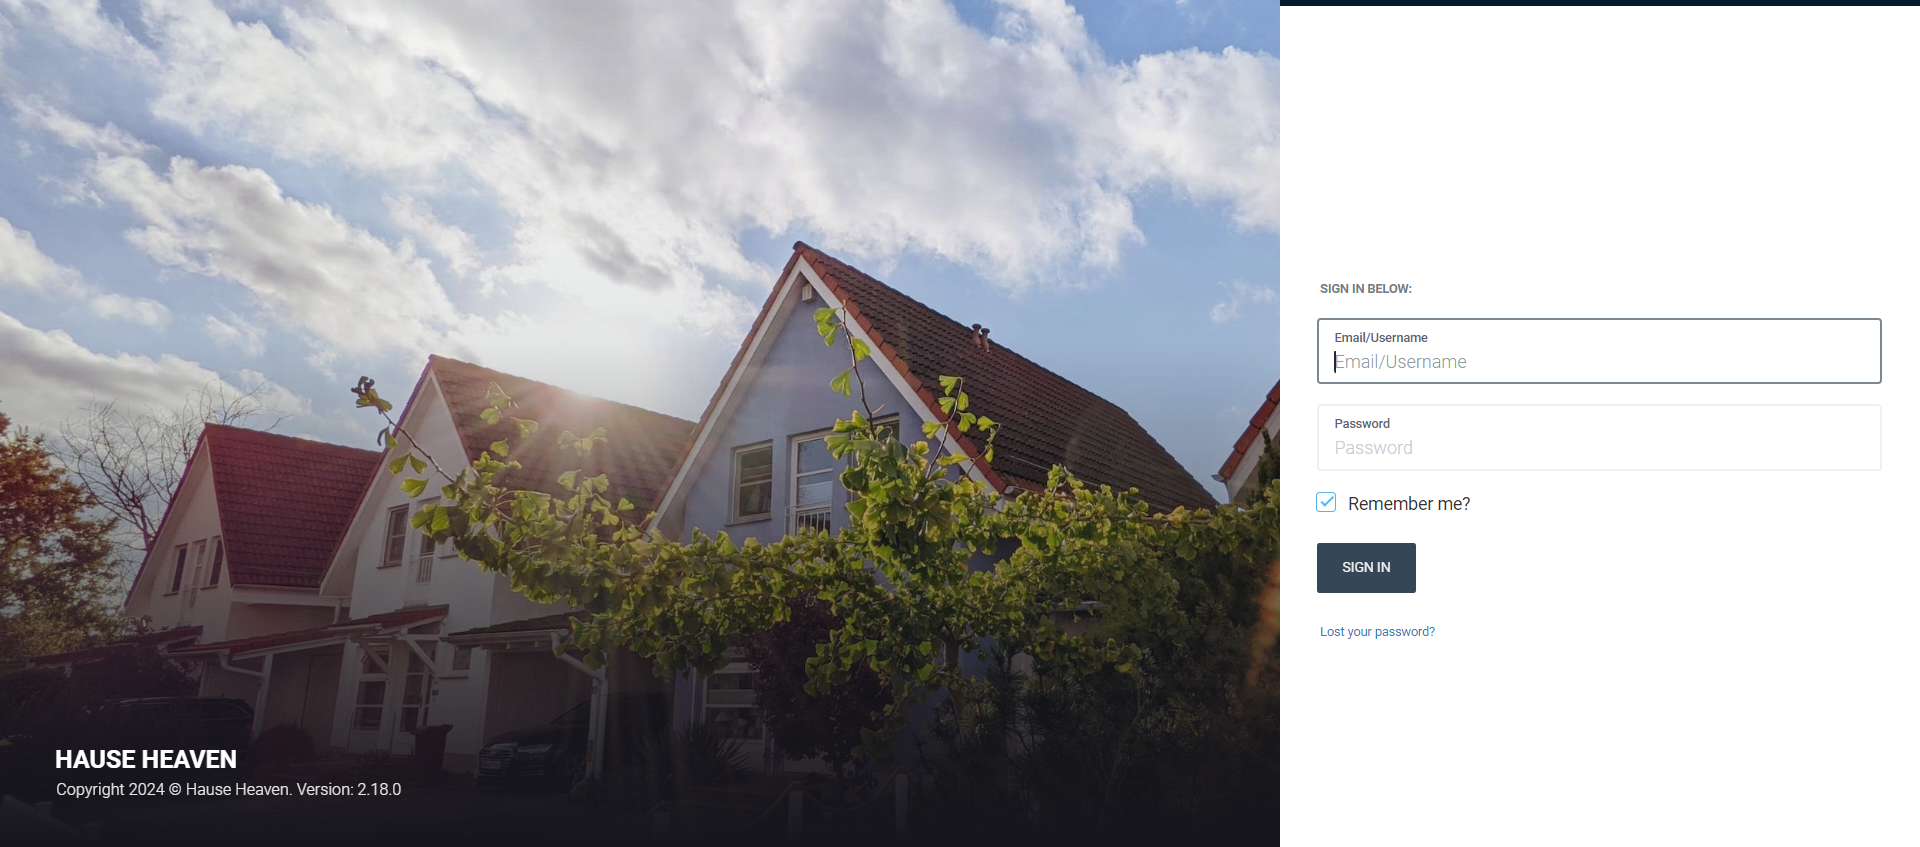 HAUSE HEAVEN
Copyright 2024 © Hause Heaven. Version: 2.18.0
SIGN IN BELOW:
Email/Username
Email/Username
Password
Password
Remember me?
SIGN IN
Lost your password?